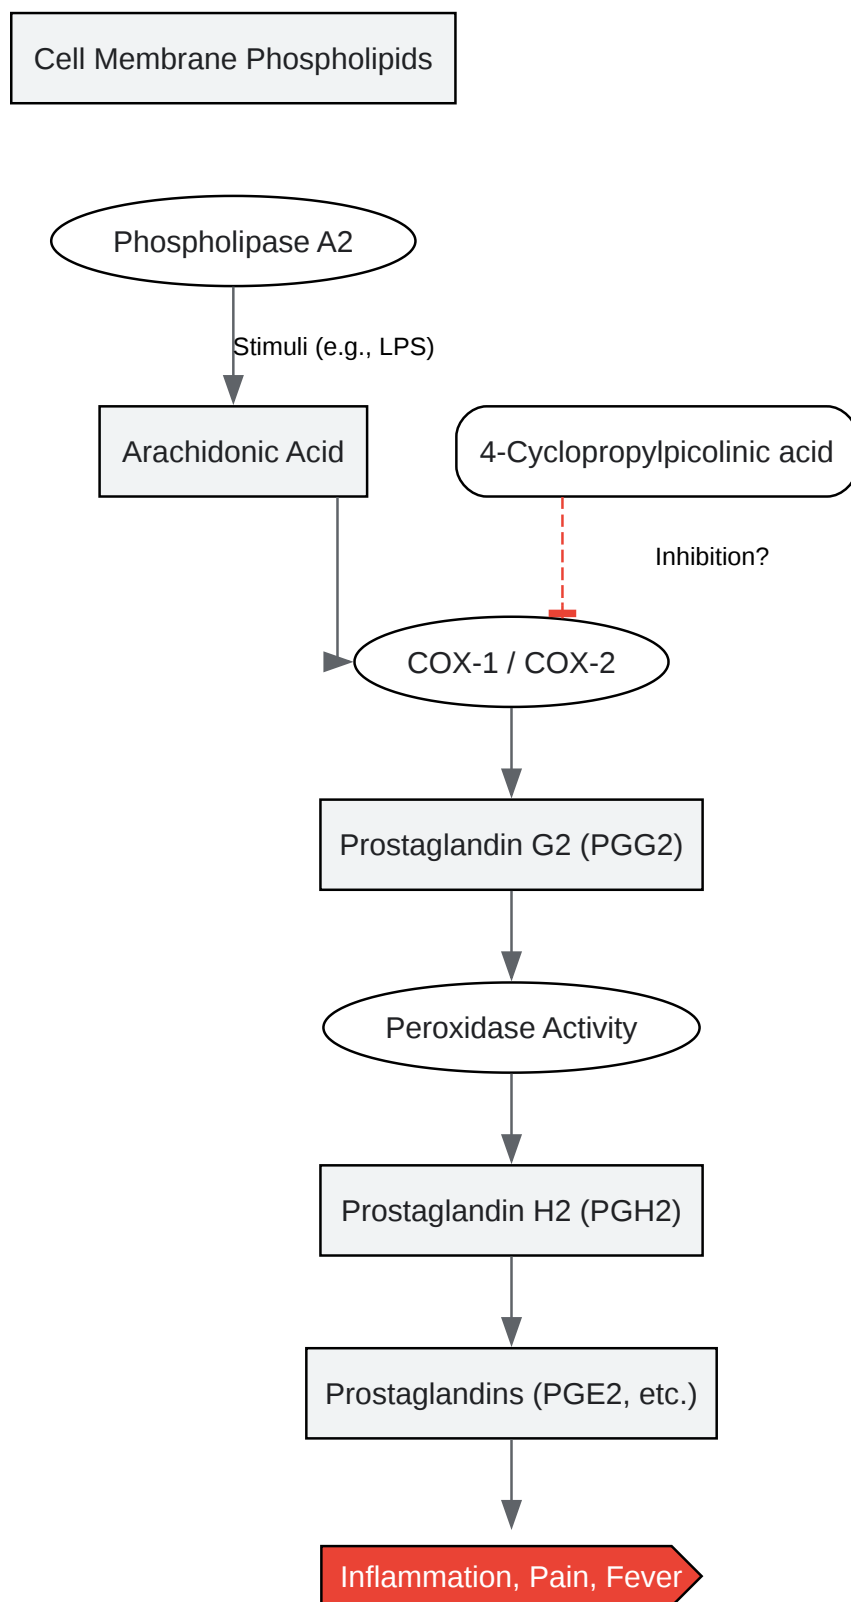 Cell Membrane Phospholipids
Phospholipase A2
Stimuli (e.g., LPS)
Arachidonic Acid
4-Cyclopropylpicolinic acid
Inhibition?
COX-1 / COX-2
Prostaglandin G2 (PGG2)
Peroxidase Activity
Prostaglandin H2 (PGH2)
Prostaglandins (PGE2, etc.)
Inflammation, Pain, Fever